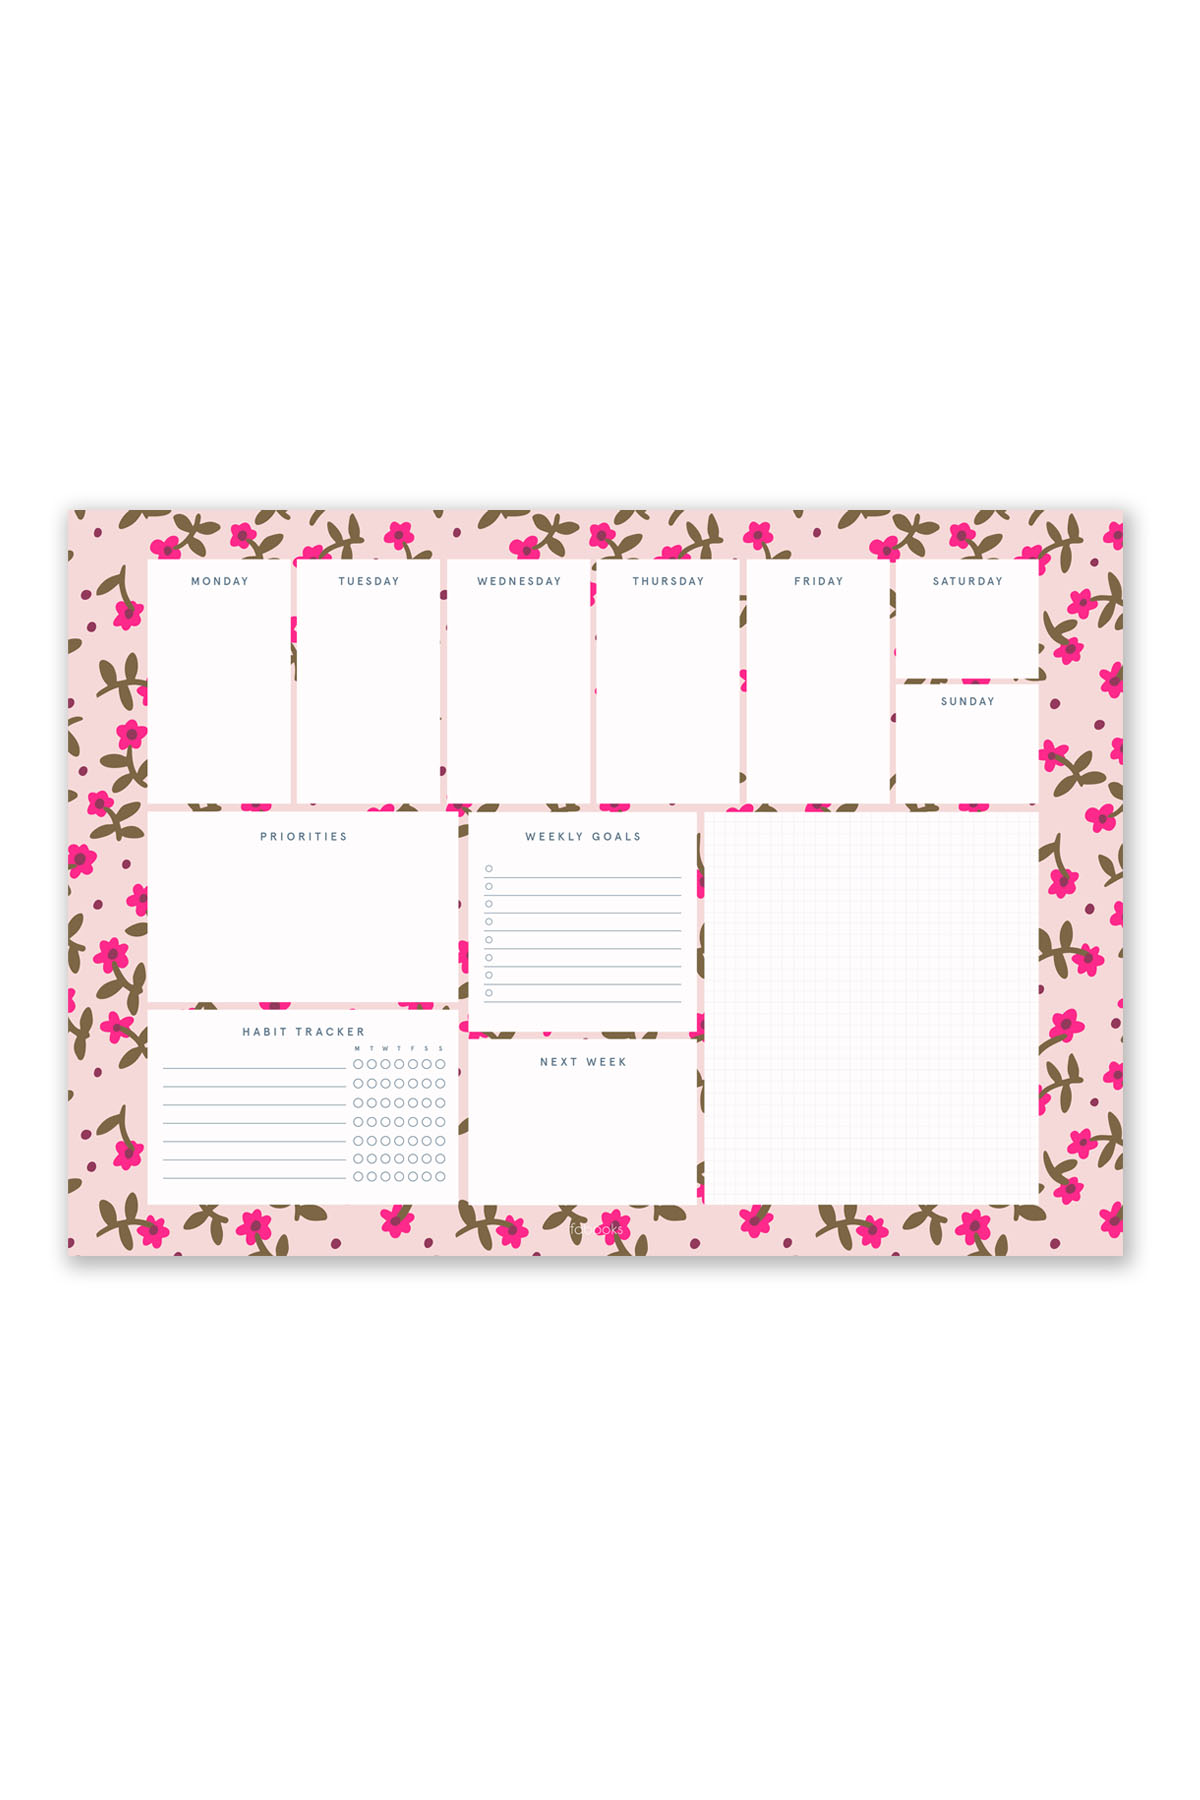 MONDAY
TUESDAY
WEDNESDAY
THURSDAY
FRIDAY
SATURDAY
SUNDAY
PRIORITIES
WEEKLY GOALS
HABIT TRACKER
M T W T F S S
NEXT WEEK